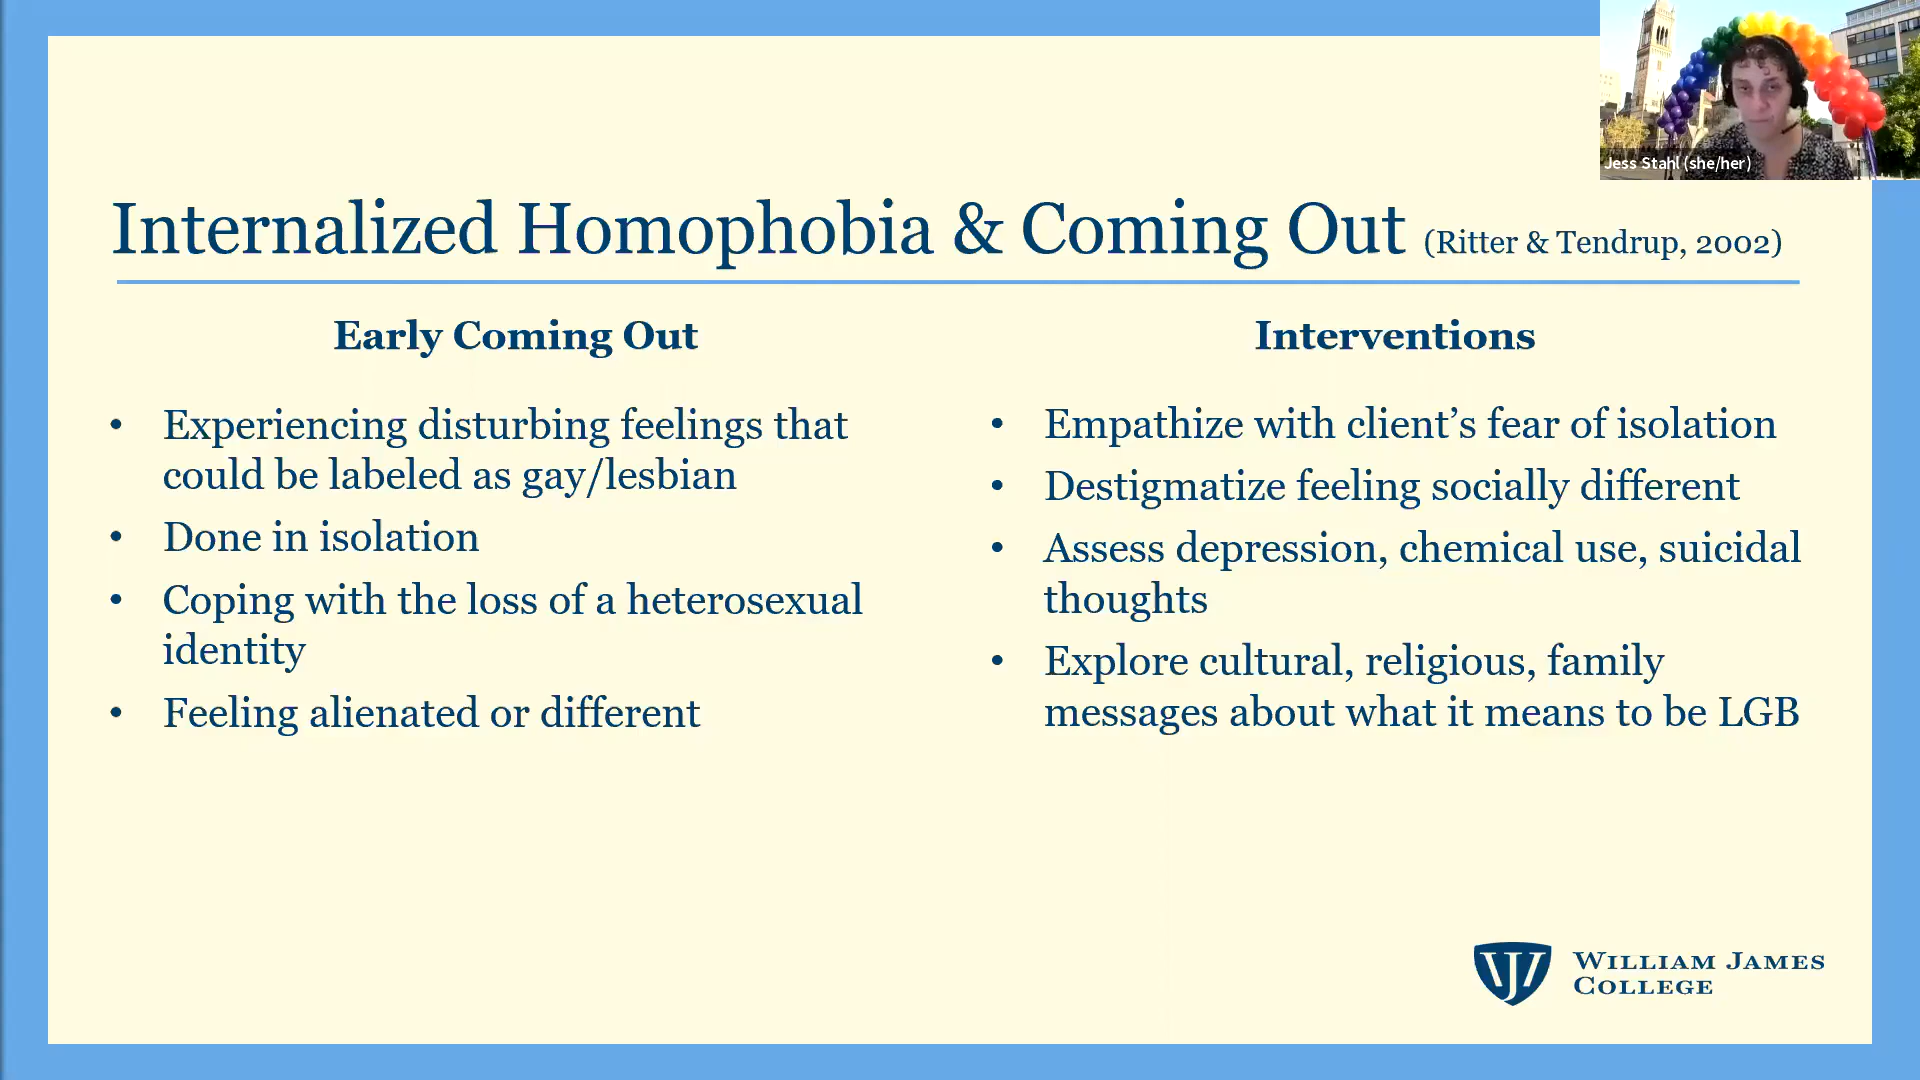 Jess Stahl (she/her)
Internalized Homophobia & Coming Out (Ritter & Tendrup, 2002)
Early Coming Out
• Experiencing disturbing feelings that
could be labeled as gay/lesbian
• Done in isolation
• Coping with the loss of a heterosexual
identity
• Feeling alienated or different
Interventions
• Empathize with client’s fear of isolation
• Destigmatize feeling socially different
• Assess depression, chemical use, suicidal
thoughts
• Explore cultural, religious, family
messages about what it means to be LGB
WJ
WILLIAM JAMES
COLLEGE